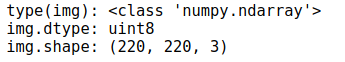 type(img): <class 'numpy.ndarray'>
img.dtype: uint8
img.shape: (220, 220, 3)